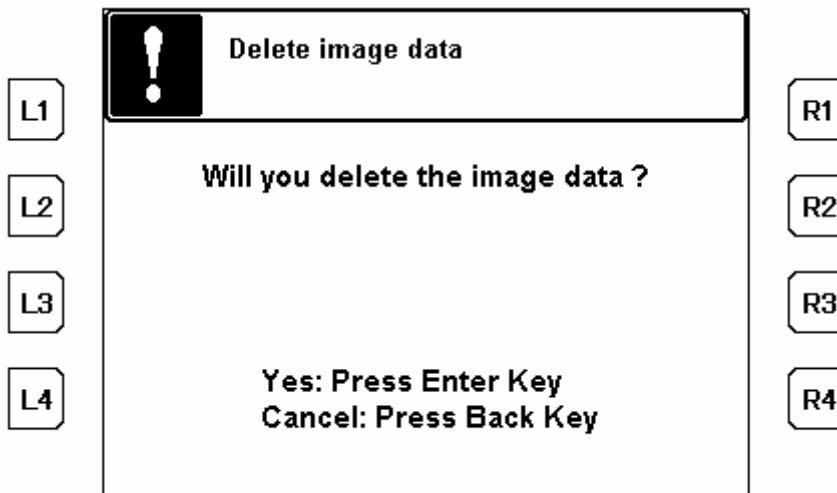 Delete image data
L1
R1
Will you delete the image data ?
L2
R2
L3
R3
Yes: Press Enter Key
L4
R4
Cancel: Press Back Key